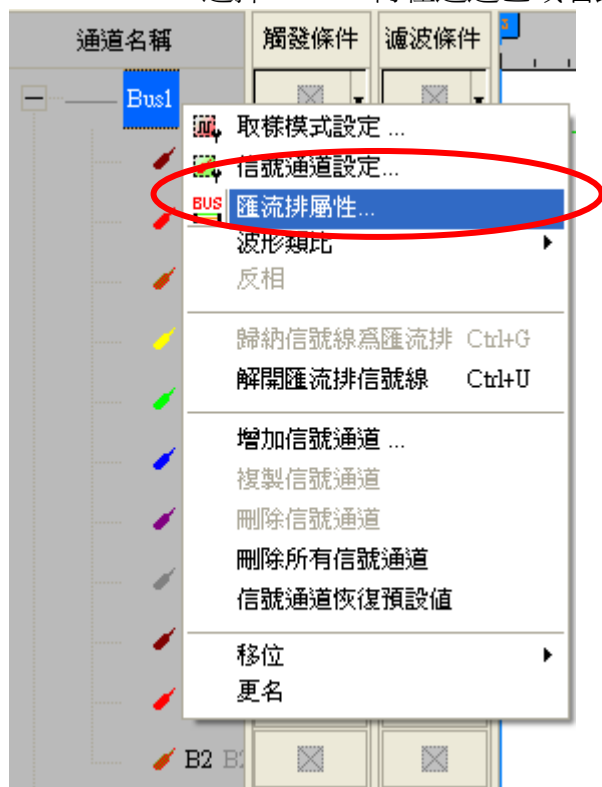 通道名稱 觸發條件 濾波條件
Bus1
取樣模式設定 ...
信號通道設定...
BUS 匯流排屬性...
波形類比
反相
歸納信號線爲匯流排 Ctrl+G
解開匯流排信號線 Ctrl+U
增加信號通道 ...
複製信號通道
刪除信號通道
刪除所有信號通道
信號通道恢復預設值
移位
更名
B2